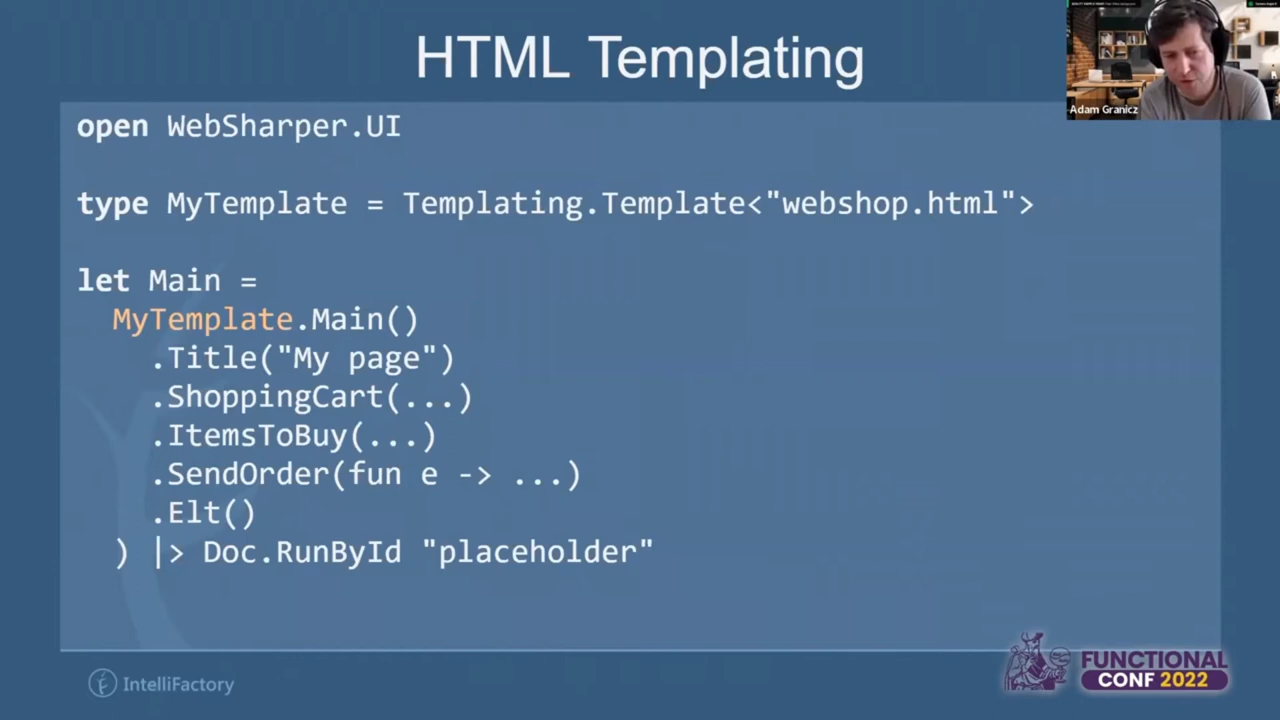 HTML Templating
Adam Granicz
open WebSharper.UI
type MyTemplate = Templating.Template<"webshop.html">
let Main =
MyTemplate.Main()
.Title("My page")
.ShoppingCart(...)
.ItemsToBuy(...)
.SendOrder(fun e -> ...)
.Elt()
) |> Doc.RunById "placeholder"
IntelliFactory
FUNCTIONAL
CONF 2022